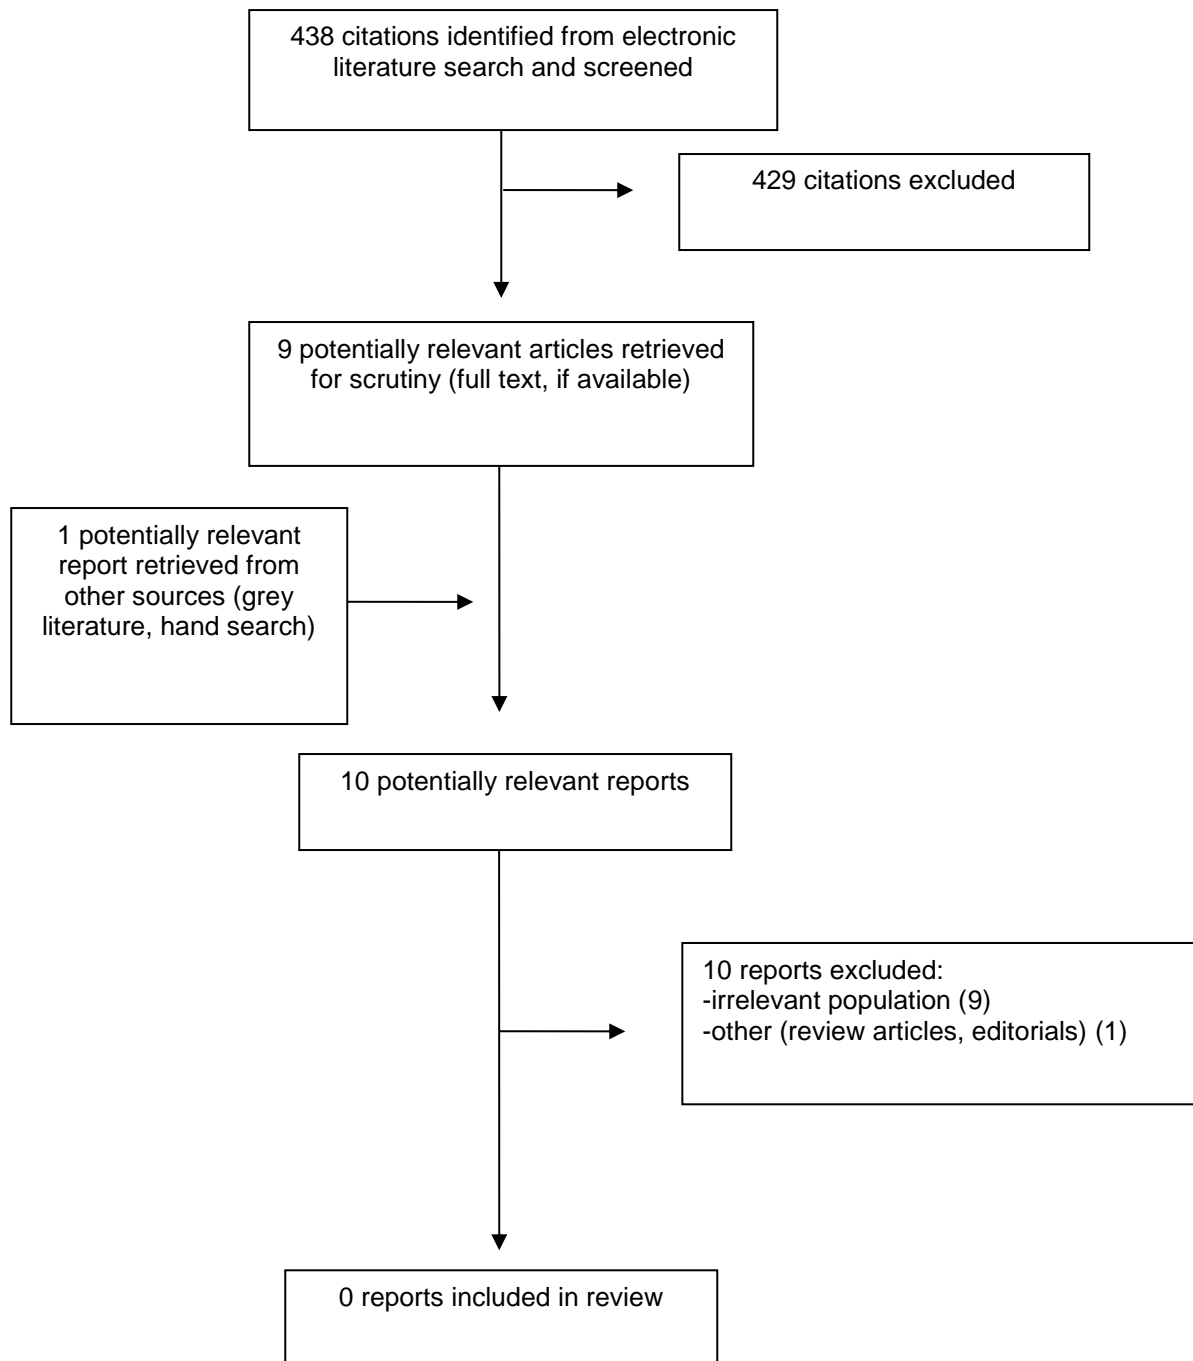 438 citations identified from electronic
literature search and screened
429 citations excluded
9 potentially relevant articles retrieved
for scrutiny (full text, if available)
1 potentially relevant
report retrieved from
other sources (grey
literature, hand search)
10 potentially relevant reports
10 reports excluded:
-irrelevant population (9)
-other (review articles, editorials) (1)
0 reports included in review